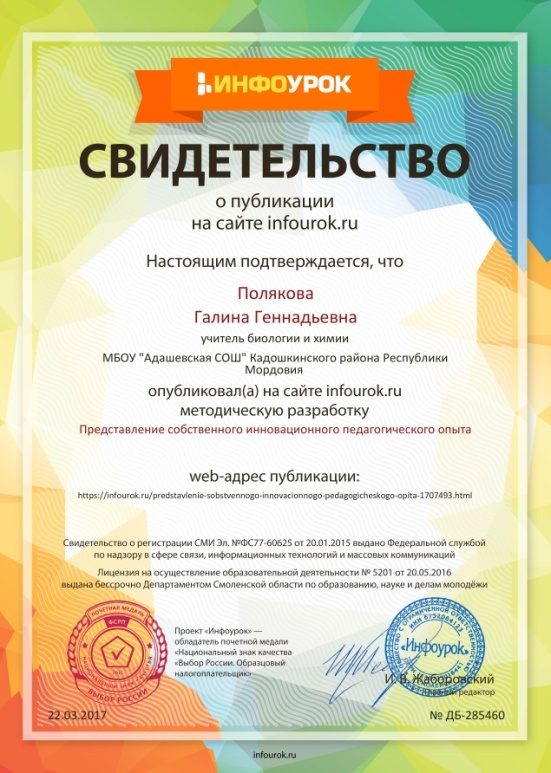 ИНФОУРОК
СВИДЕТЕЛЬСТВО
о публикации
на сайте infourok.ru
Настоящим подтверждается, что
Полякова
Галина Геннадьевна
учитель биологии и химии
МБОУ "Адашевская СОШ" Кадошкинского района Республики
Мордовия
опубликовал(а) на сайте infourok.ru
методическую разработку
Представление собственного инновационного педагогического опыта
web-адрес публикации:
https://infourok.ru/predstavlenie-sobstvennogo-innovacionnogo-pedagogicheskogo-opita-1707493.html
Свидетельство о регистрации СМИ Эл. №ФС77-60625 от 20.01.2015 выдано Федеральной службой
по надзору в сфере связи, информационных технологий и массовых коммуникаций
Лицензия на осуществление образовательной деятельности № 5201 от 20.05.2016
выдана бессрочно Департаментом Смоленской области по образованию, науке и делам молодёжи
ПОЧЕТНАЯ МЕДАЛЬ
ФСРП
ВЫБОР РОССИИ
Проект «Инфоурок» —
обладатель почетной медали
«Национальный знак качества
«Выбор России. Образцовый
налогоплательщик»
«Инфоурок»
И. В. Жаборовский
редактор
22.03.2017
№ ДБ-285460
infourok.ru